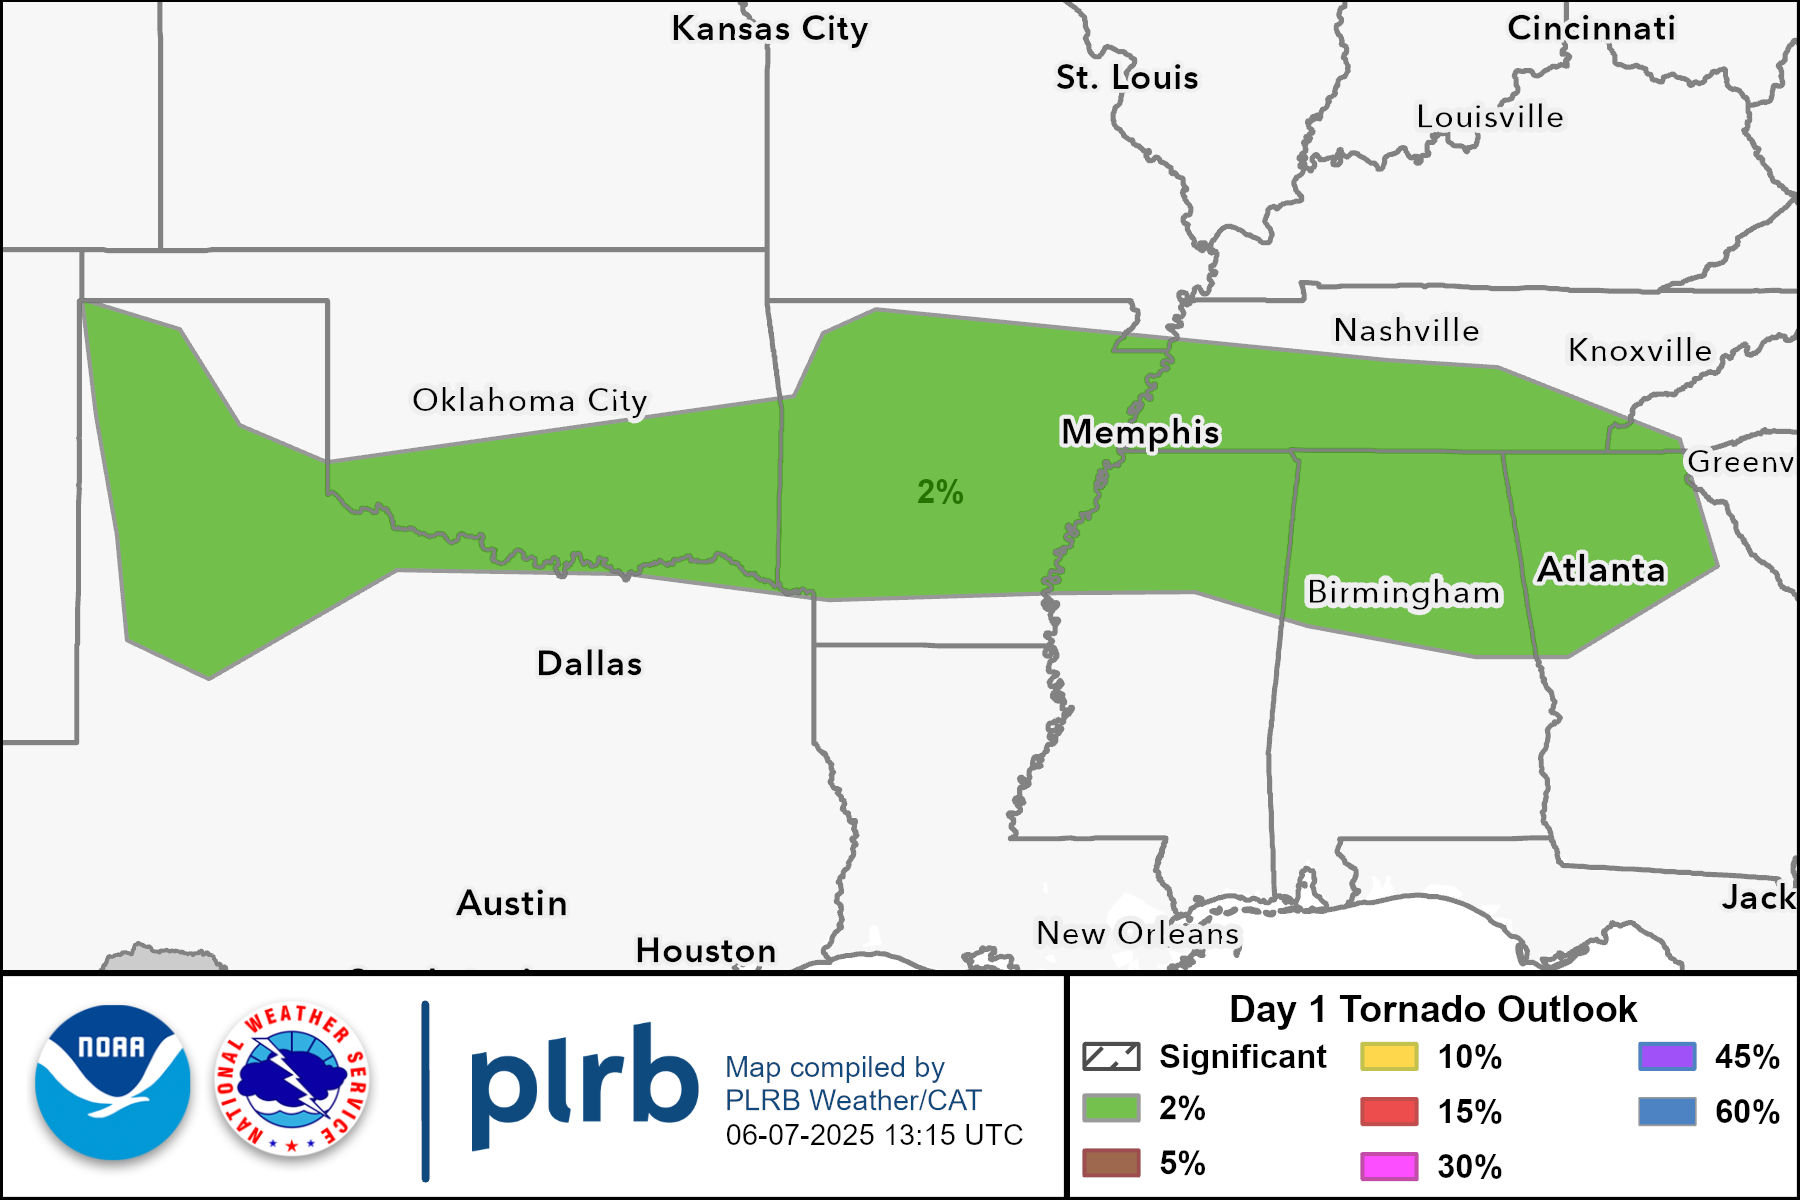 Kansas City
Cincinnati
St. Louis
Louisville
Nashville
Knoxville
Oklahoma City
Memphis
Greenv
2%
Atlanta
Birmingham
Dallas
Austin
Jack
New Orleans
Houston
NOAA
NATIONAL WEATHER SERVICE
plrb
Map compiled by
PLRB Weather/CAT
06-07-2025 13:15 UTC
Day 1 Tornado Outlook
Significant
2%
5%
10%
15%
30%
45%
60%